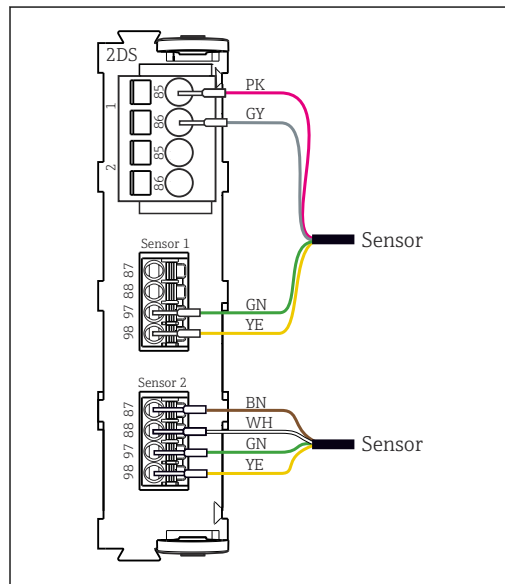 2DS
1
85
PK
86
GY
2
85
86
Sensor
Sensor 1
87
88
97
GN
98
YE
Sensor 2
87
BN
88
WH
97
GN
Sensor
98
YE